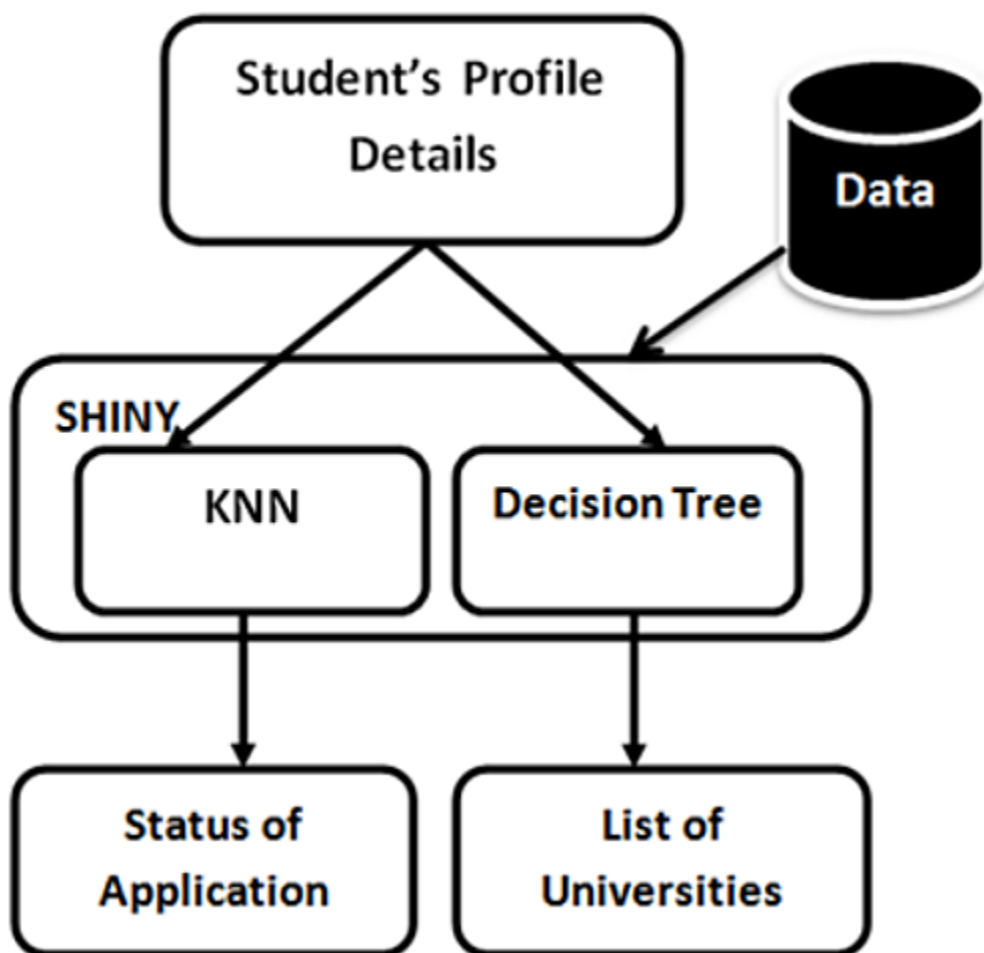 Student's Profile
Details
Data
SHINY
KNN
Decision Tree
Status of
Application
List of
Universities